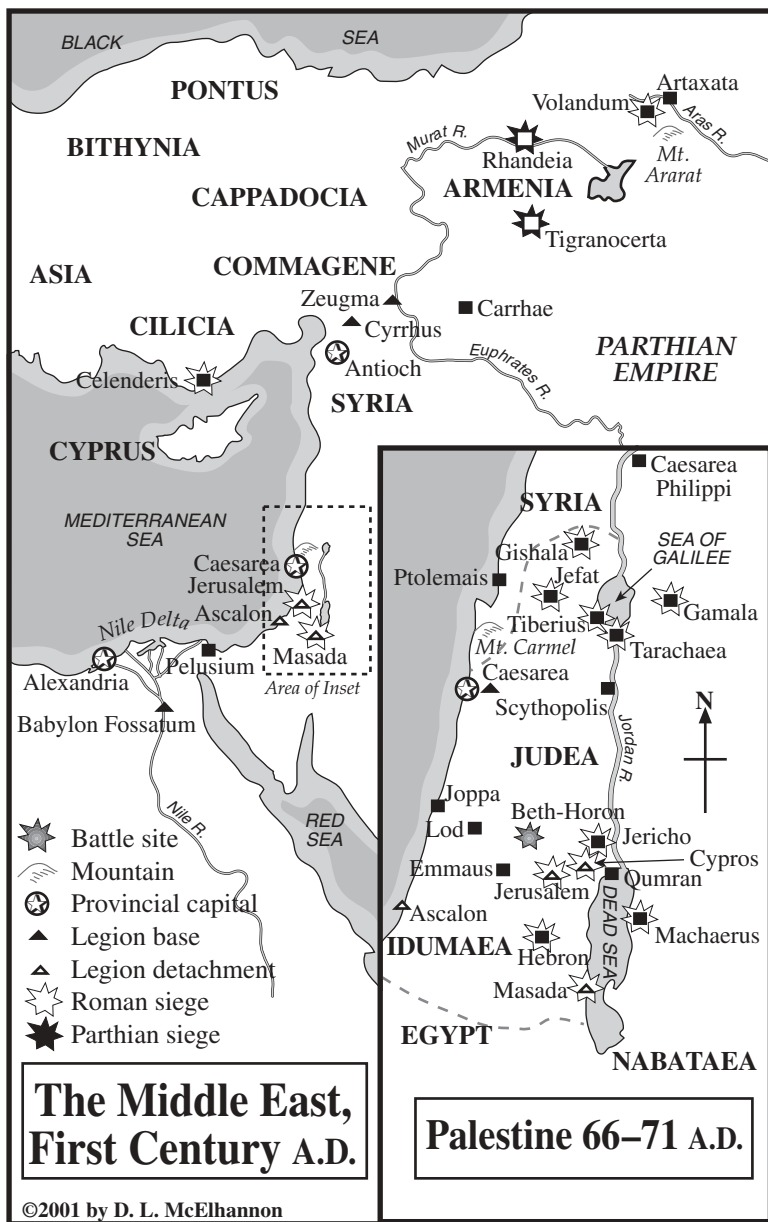 BLACK SEA
PONTUS
BITHYNIA
CAPPADOCIA
ASIA
COMMAGENE
CILICIA
Zeugma
Cyrrhus
Antioch
Celenderis
SYRIA
CYPRUS
MEDITERRANEAN
SEA
Murat R.
Rhandeia
ARMENIA
Tigranocerta
Volandum
Artaxata
Aras R.
Mt.
Ararat
Carrhae
Euphrates R.
PARTHIAN
EMPIRE
Caesarea
Jerusalem
Ascalon
Masada
Area of Inset
Nile Delta
Pelusium
Alexandria
Babylon Fossatum
Nile R.
RED
SEA
Battle site
Mountain
Provincial capital
Legion base
Legion detachment
Roman siege
Parthian siege
The Middle East,
First Century A.D.
©2001 by D. L. McElhannon
Caesarea
Philippi
SYRIA
Gishala
SEA OF
GALILEE
Ptolemais
Jefat
Gamala
Tiberius
Tarachaea
Mt. Carmel
Caesarea
Scythopolis
N
JUDEA
Jordan R.
Joppa
Beth-Horon
Lod
Jericho
Emmaus
Cypros
Jerusalem
Qumran
Ascalon
DEAD SEA
Machaerus
IDUMAEA
Hebron
Masada
EGYPT
NABATAEA
Palestine 66–71 A.D.